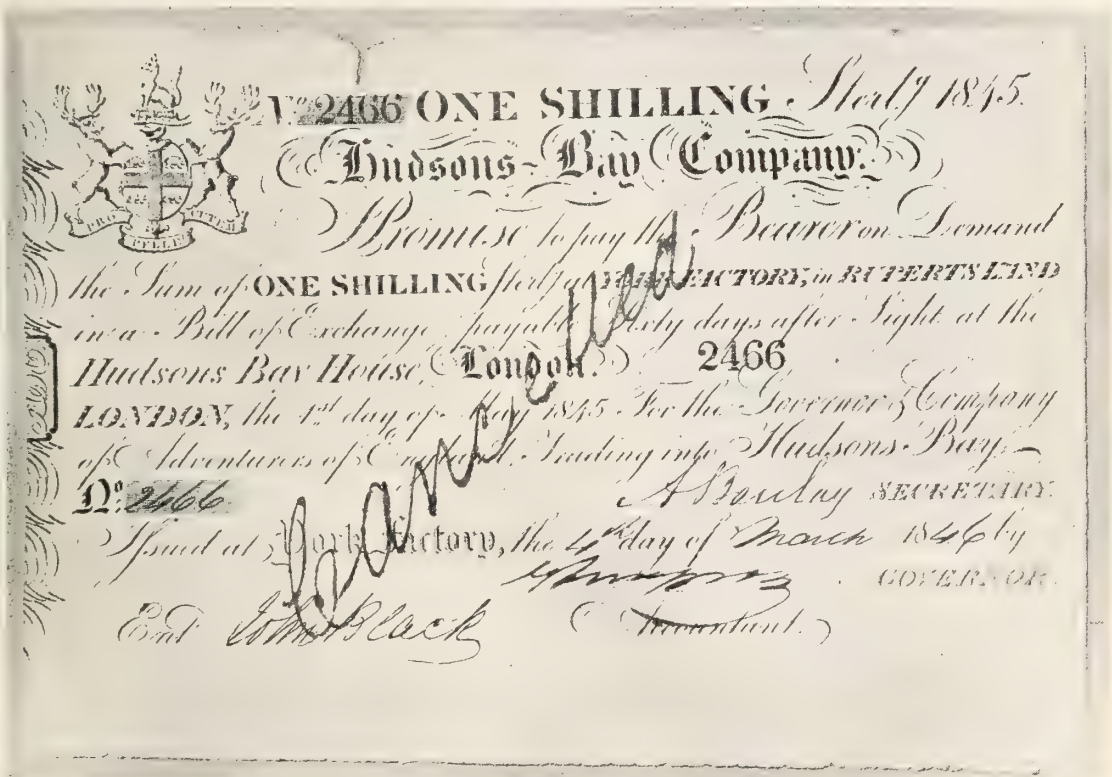 No. 2466 ONE SHILLING Sterl.g 1845.
Hudsons-Bay Company.
PRO PELLE CUTEM
I Promise to pay the Bearer on Demand
the Sum of ONE SHILLING Sterl.g at YORK FACTORY, in RUPERTS LAND
in a Bill of Exchange payable Sixty days after Sight at the
Hudsons Bay House, London. 2466
LONDON, the 1st day of May 1845 For the Governor & Company
of Adventurers of England, Trading into Hudsons-Bay.
No. 2466 SECRETARY.
Issued at York Factory, the 4th day of March 1846 by
GOVERNOR.
Ent John Black Accountant.
Cancelled